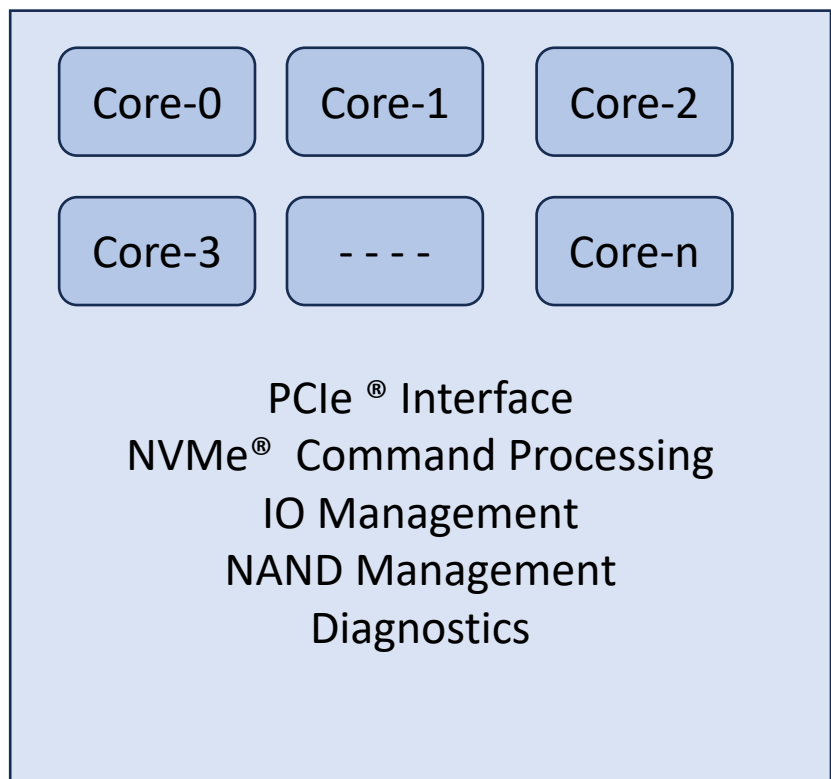 Core-0 Core-1 Core-2
Core-3 - - - - Core-n
PCIe ® Interface
NVMe® Command Processing
IO Management
NAND Management
Diagnostics